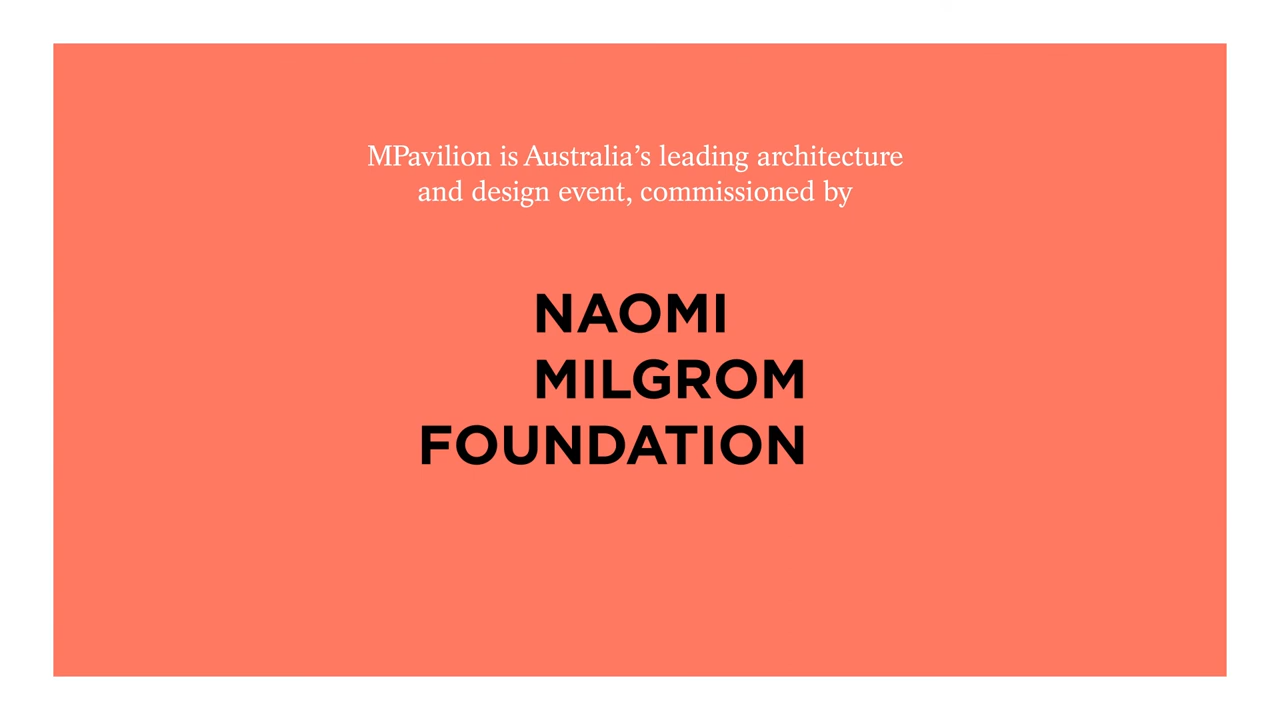 MPavilion is Australia’s leading architecture
and design event, commissioned by
NAOMI
MILGROM
FOUNDATION